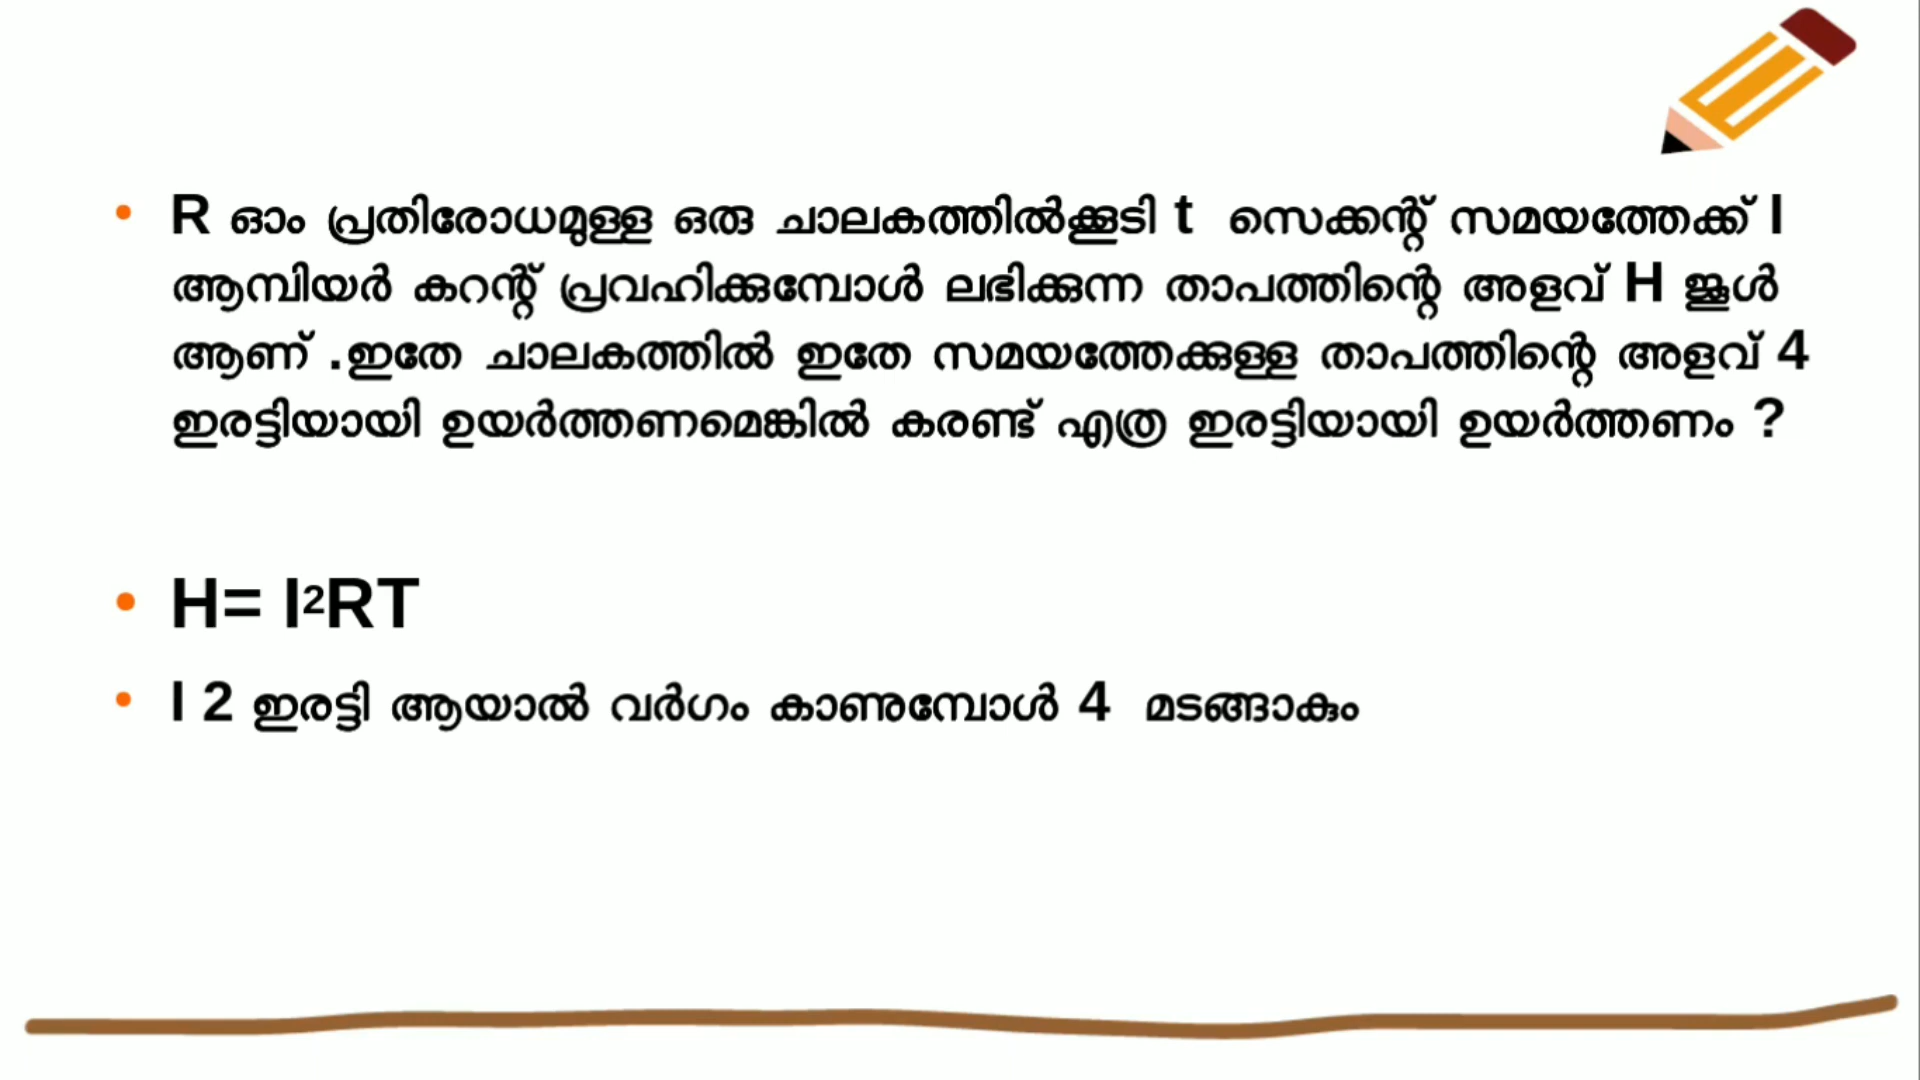 R ഓം പ്രതിരോധമുള്ള ഒരു ചാലകത്തിൽക്കൂടി t സെക്കന്റ് സമയത്തേക്ക് I
ആമ്പിയർ കറന്റ് പ്രവഹിക്കുമ്പോൾ ലഭിക്കുന്ന താപത്തിന്റെ അളവ് H ജൂൾ
ആണ് .ഇതേ ചാലകത്തിൽ ഇതേ സമയത്തേക്കുള്ള താപത്തിന്റെ അളവ് 4
ഇരട്ടിയായി ഉയർത്തണമെങ്കിൽ കരണ്ട് എത്ര ഇരട്ടിയായി ഉയർത്തണം ?
H= I²RT
I 2 ഇരട്ടി ആയാൽ വർഗം കാണുമ്പോൾ 4 മടങ്ങാകും